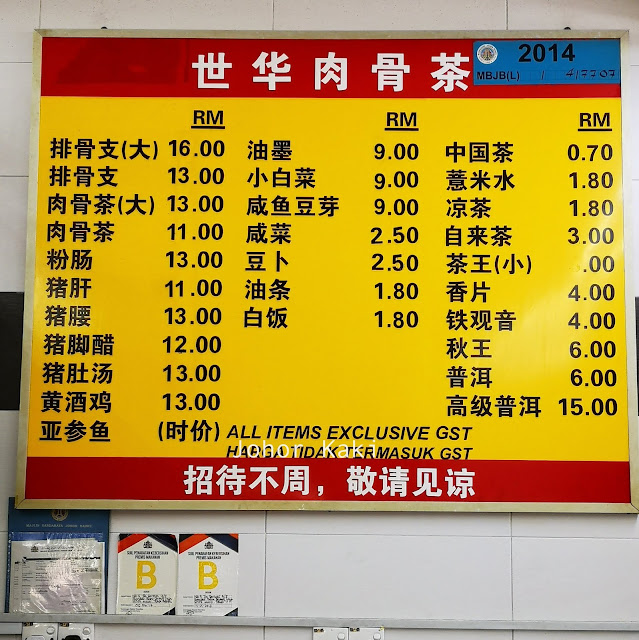 世华肉骨茶
2014
MBJB(L) / 4/7707
RM
排骨支(大) 16.00
排骨支 13.00
肉骨茶(大) 13.00
肉骨茶 11.00
粉肠 13.00
猪肝 11.00
猪腰 13.00
猪脚醋 12.00
猪肚汤 13.00
黄酒鸡 13.00
亚参鱼 (时价)
RM
油墨 9.00
小白菜 9.00
咸鱼豆芽 9.00
咸菜 2.50
豆卜 2.50
油条 1.80
白饭 1.80
RM
中国茶 0.70
薏米水 1.80
凉茶 1.80
自来茶 3.00
茶王(小) .00
香片 4.00
铁观音 4.00
秋王 6.00
普洱 6.00
高级普洱 15.00
ALL ITEMS EXCLUSIVE GST
HARGA TIDAK TERMASUK GST
Johor Kaki
招待不周，敬请见谅
B
B